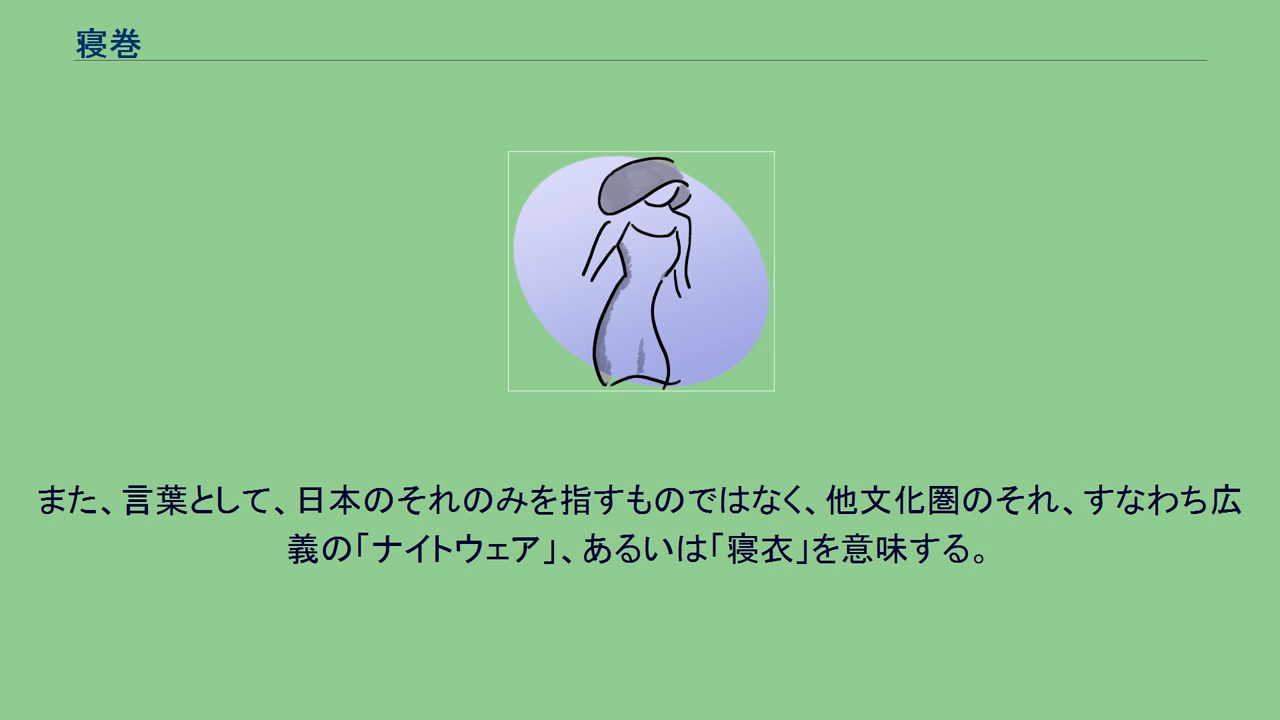 寝巻
また、言葉として、日本のそれのみを指すものではなく、他文化圏のそれ、すなわち広
義の「ナイトウェア」、あるいは「寝衣」を意味する。